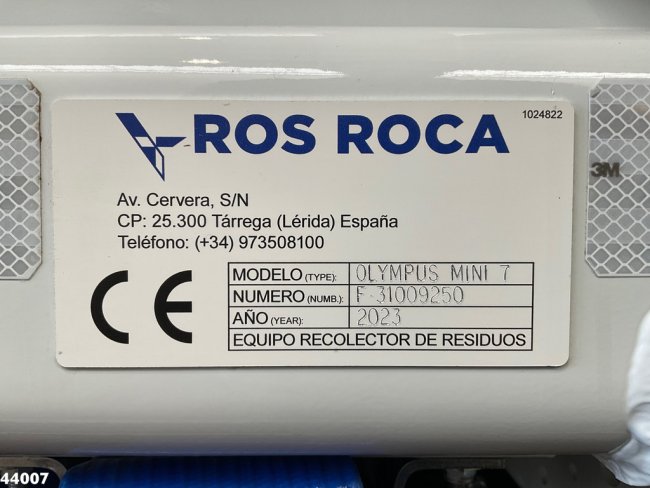 ROS ROCA
1024822
Av. Cervera, S/N
CP: 25.300 Tárrega (Lérida) España
Teléfono: (+34) 973508100
CE
MODELO (TYPE): OLYMPUS MINI 7
NUMERO (NUMB.): F-31009250
AÑO (YEAR): 2023
EQUIPO RECOLECTOR DE RESIDUOS
3M
44007